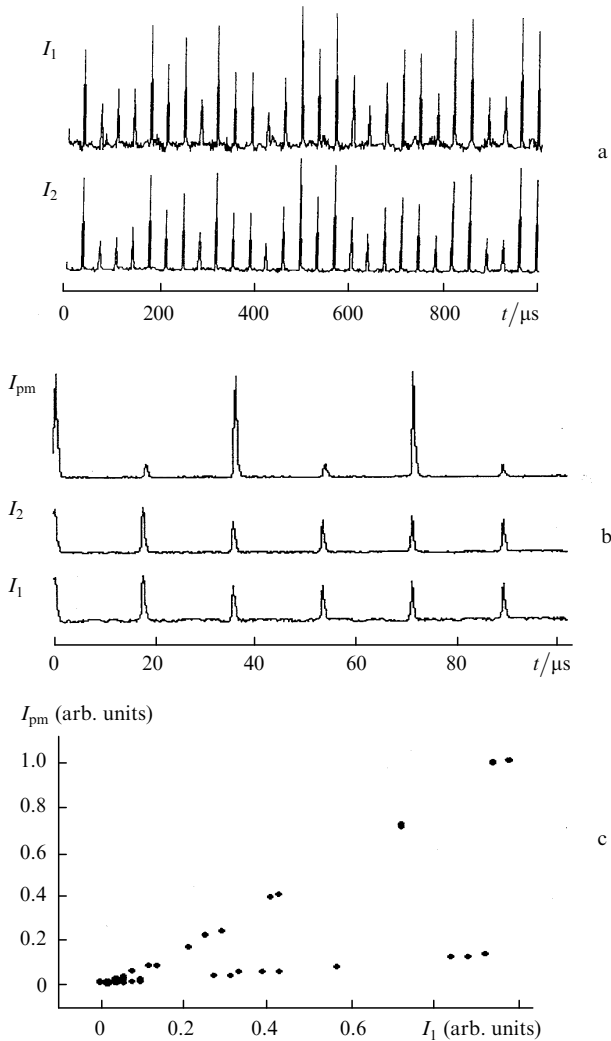 I₁
a
I₂
0 200 400 600 800 t/μs
Iₚₘ
I₂
b
I₁
0 20 40 60 80 t/μs
Iₚₘ (arb. units)
1.0
0.8
0.6
c
0.4
0.2
0
0 0.2 0.4 0.6 I₁ (arb. units)